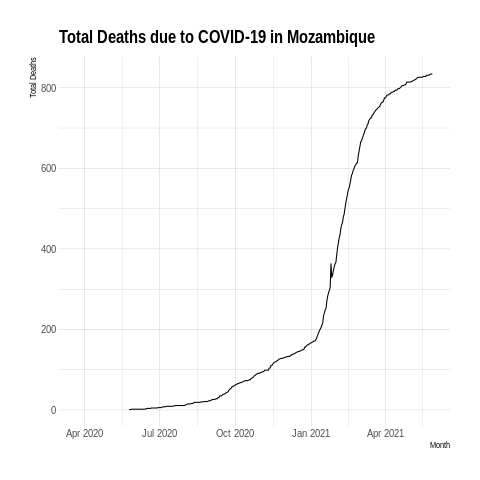 Total Deaths due to COVID-19 in Mozambique
Total Deaths
800
600
400
200
0
Apr 2020
Jul 2020
Oct 2020
Jan 2021
Apr 2021
Month